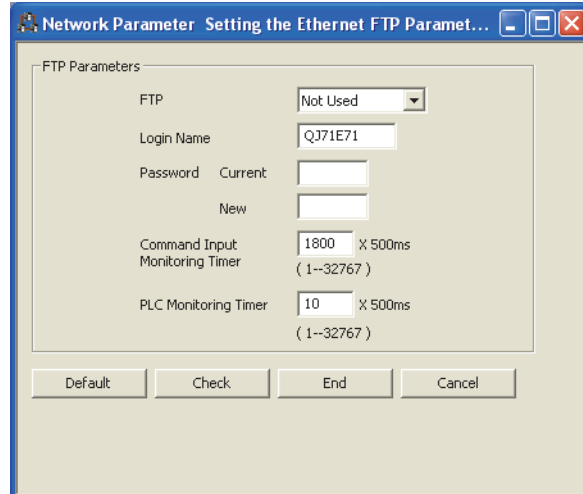 Network Parameter  Setting the Ethernet FTP Paramet...
FTP Parameters
FTP Not Used
Login Name QJ71E71
Password Current
New
Command Input Monitoring Timer 1800 X 500ms
( 1--32767 )
PLC Monitoring Timer 10 X 500ms
( 1--32767 )
Default Check End Cancel